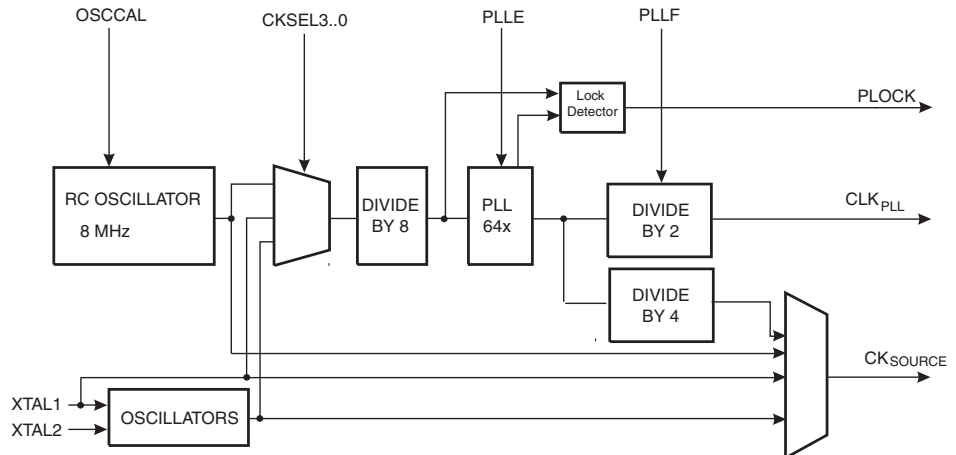 OSCCAL
CKSEL3..0
PLLE
PLLF
Lock
Detector
PLOCK
RC OSCILLATOR
8 MHz
DIVIDE
BY 8
PLL
64x
DIVIDE
BY 2
CLKPLL
DIVIDE
BY 4
CKSOURCE
XTAL1
XTAL2
OSCILLATORS